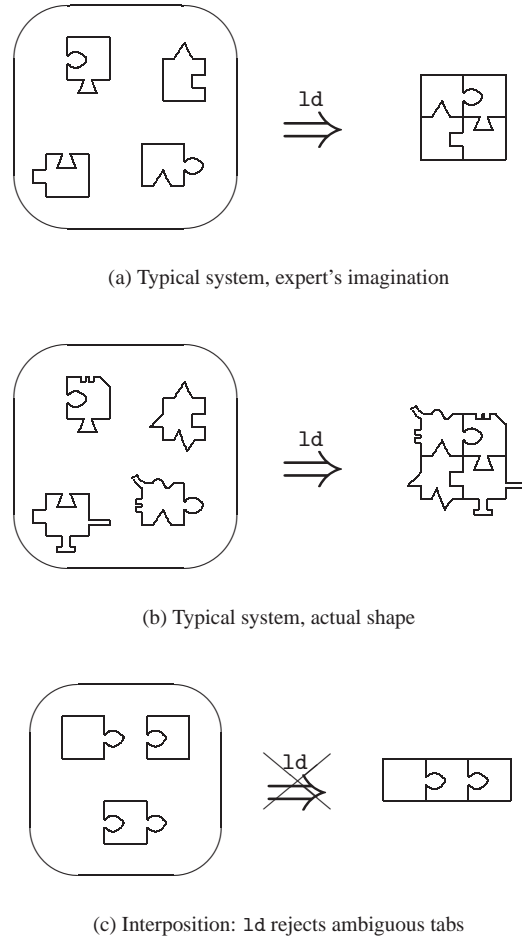 ld
(a) Typical system, expert's imagination
ld
(b) Typical system, actual shape
ld
(c) Interposition: ld rejects ambiguous tabs